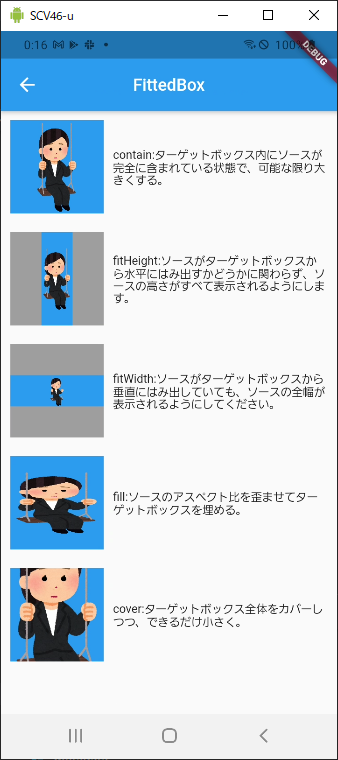 SCV46-u
0:16
100%
DEBUG
FittedBox
contain:ターゲットボックス内にソースが
完全に含まれている状態で、可能な限り大
きくする。
fitHeight:ソースがターゲットボックスか
ら水平にはみ出すかどうかに関わらず、ソ
ースの高さがすべて表示されるようにしま
す。
fitWidth:ソースがターゲットボックスから
垂直にはみ出していても、ソースの全幅が
表示されるようにしてください。
fill:ソースのアスペクト比を歪ませてター
ゲットボックスを埋める。
cover:ターゲットボックス全体をカバーし
つつ、できるだけ小さく。